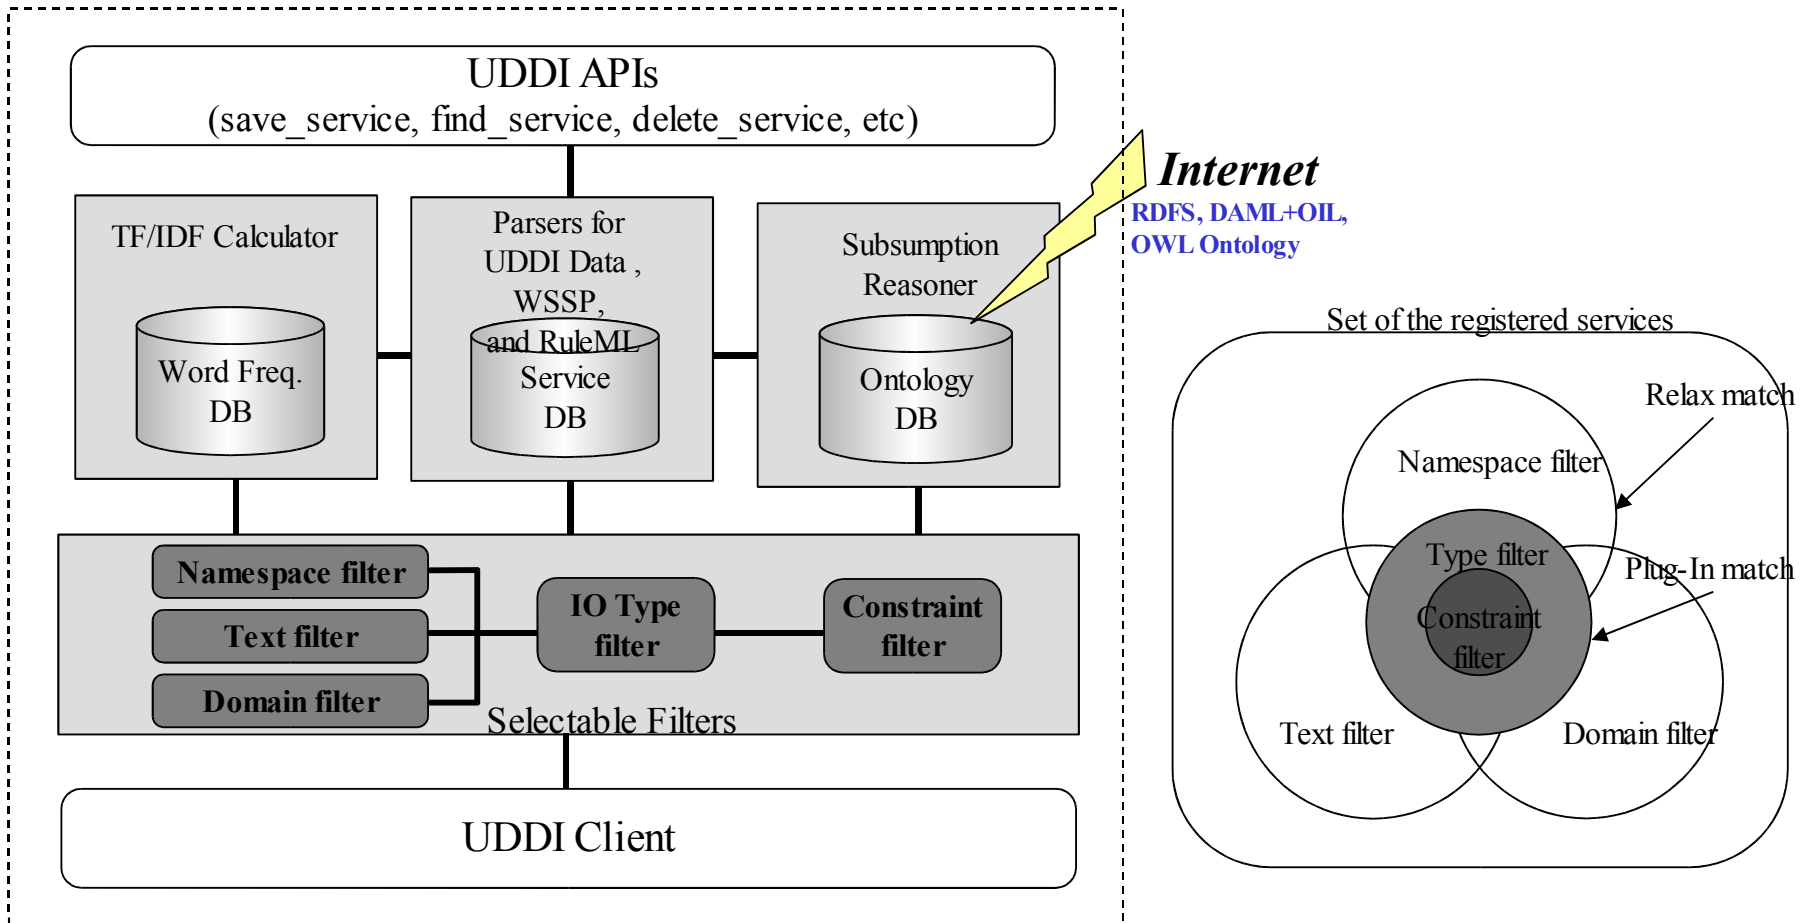 UDDI APIs
(save_service, find_service, delete_service, etc)
Internet
RDFS, DAML+OIL,
OWL Ontology
TF/IDF Calculator
Word Freq.
DB
Parsers for
UDDI Data ,
WSSP,
and RuleML
Service
DB
Subsumption
Reasoner
Ontology
DB
Namespace filter
Text filter
Domain filter
IO Type
filter
Constraint
filter
Selectable Filters
UDDI Client
Set of the registered services
Relax match
Namespace filter
Type filter
Plug-In match
Constraint
filter
Text filter
Domain filter